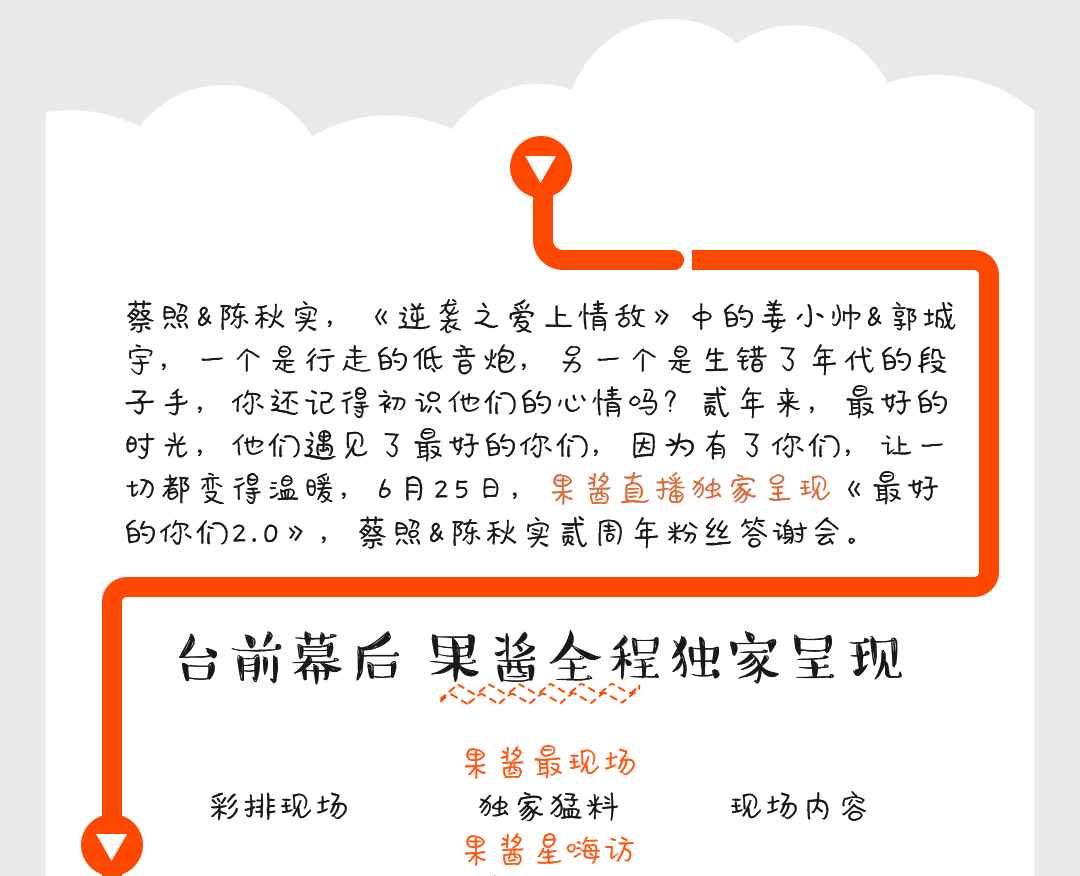 蔡照&陈秋实，《逆袭之爱上情敌》中的姜小帅&郭城
宇，一个是行走的低音炮，另一个是生错了年代的段
子手，你还记得初识他们的心情吗？贰年来，最好的
时光，他们遇见了最好的你们，因为有了你们，让一
切都变得温暖，6月25日，果酱直播独家呈现《最好
的你们2.0》，蔡照&陈秋实贰周年粉丝答谢会。
台前幕后 果酱全程独家呈现
果酱最现场
彩排现场 独家猛料 现场内容
果酱星嗨访